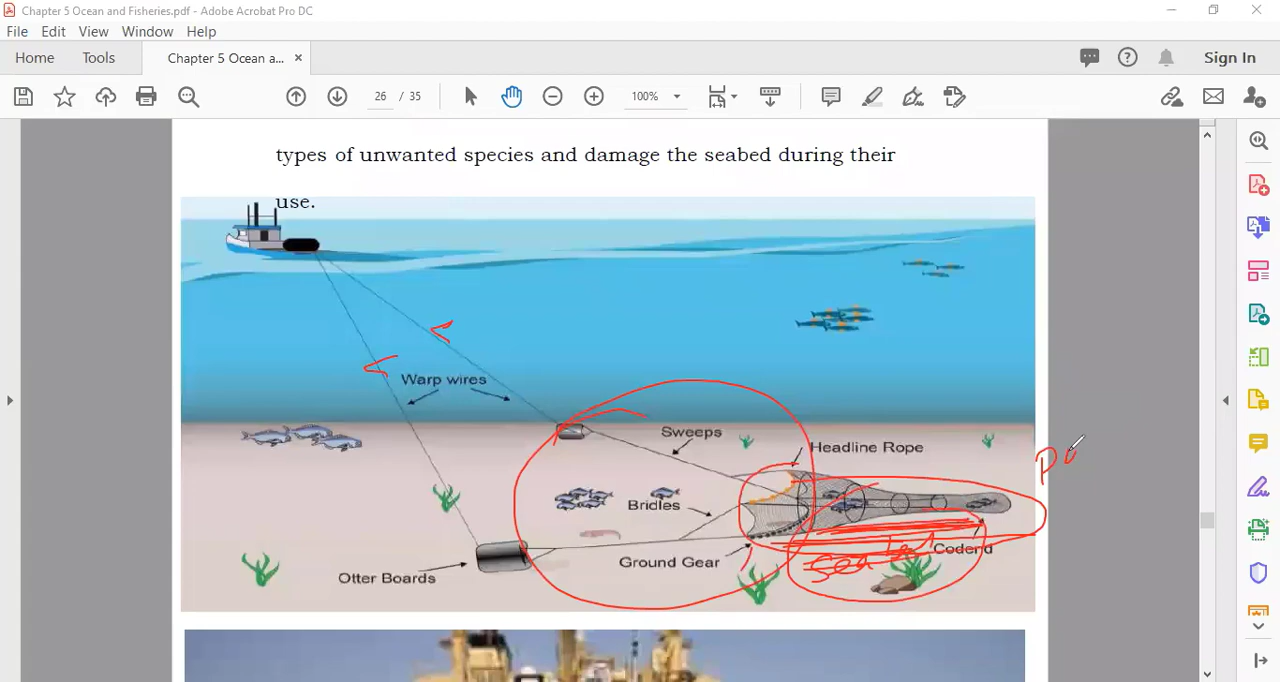 Chapter 5 Ocean and Fisheries.pdf - Adobe Acrobat Pro DC
File Edit View Window Help
Home Tools Chapter 5 Ocean a... × Sign In
26 / 35 100%
types of unwanted species and damage the seabed during their
use.
Warp wires
Sweeps
Headline Rope
Bridles
Ground Gear
Codend
Otter Boards
seabed